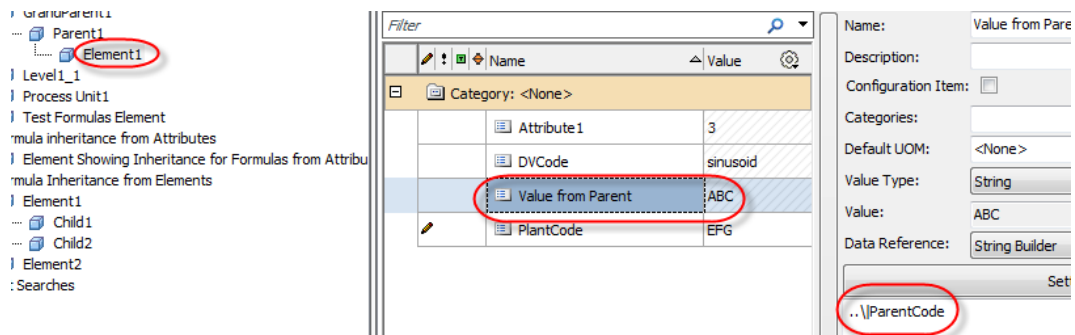 GrandParent1
Parent1
Element1
Level1_1
Process Unit1
Test Formulas Element
rmula inheritance from Attributes
Element Showing Inheritance for Formulas from Attribu
rmula Inheritance from Elements
Element1
Child1
Child2
Element2
: Searches
Filter
Name Value
Category: <None>
Attribute1 3
DVCode sinusoid
Value from Parent ABC
PlantCode EFG
Name: Value from Pare
Description:
Configuration Item:
Categories:
Default UOM: <None>
Value Type: String
Value: ABC
Data Reference: String Builder
Sett
..\|ParentCode